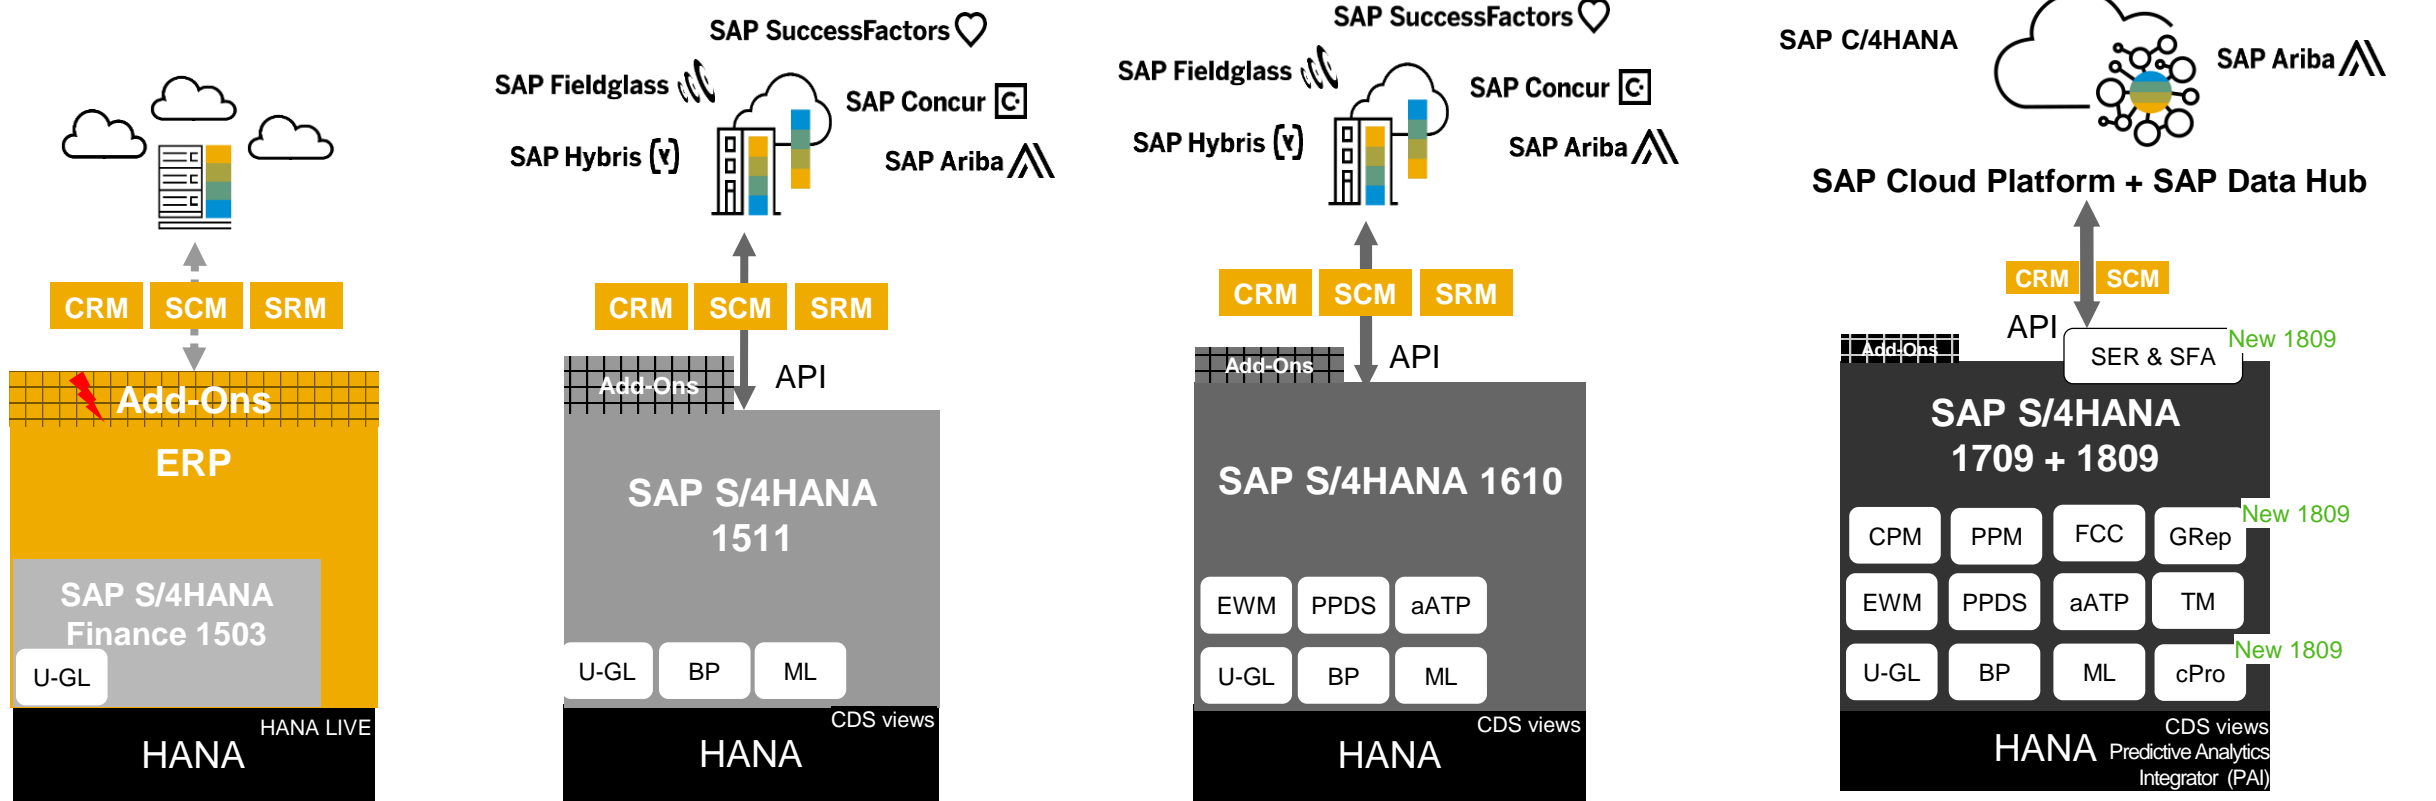 CRM
SCM
SRM
Add-Ons
ERP
SAP S/4HANA
Finance 1503
U-GL
HANA LIVE
HANA
SAP SuccessFactors
SAP Fieldglass
SAP Concur C·
SAP Hybris (Y)
SAP Ariba
CRM
SCM
SRM
API
Add-Ons
SAP S/4HANA
1511
U-GL
BP
ML
CDS views
HANA
SAP SuccessFactors
SAP Fieldglass
SAP Concur C·
SAP Hybris (Y)
SAP Ariba
CRM
SCM
SRM
API
Add-Ons
SAP S/4HANA 1610
EWM
PPDS
aATP
U-GL
BP
ML
CDS views
HANA
SAP C/4HANA
SAP Ariba
SAP Cloud Platform + SAP Data Hub
CRM
SCM
API
Add-Ons
SER & SFA
New 1809
SAP S/4HANA
1709 + 1809
New 1809
CPM
PPM
FCC
GRep
EWM
PPDS
aATP
TM
New 1809
U-GL
BP
ML
cPro
CDS views
HANA
Predictive Analytics
Integrator (PAI)